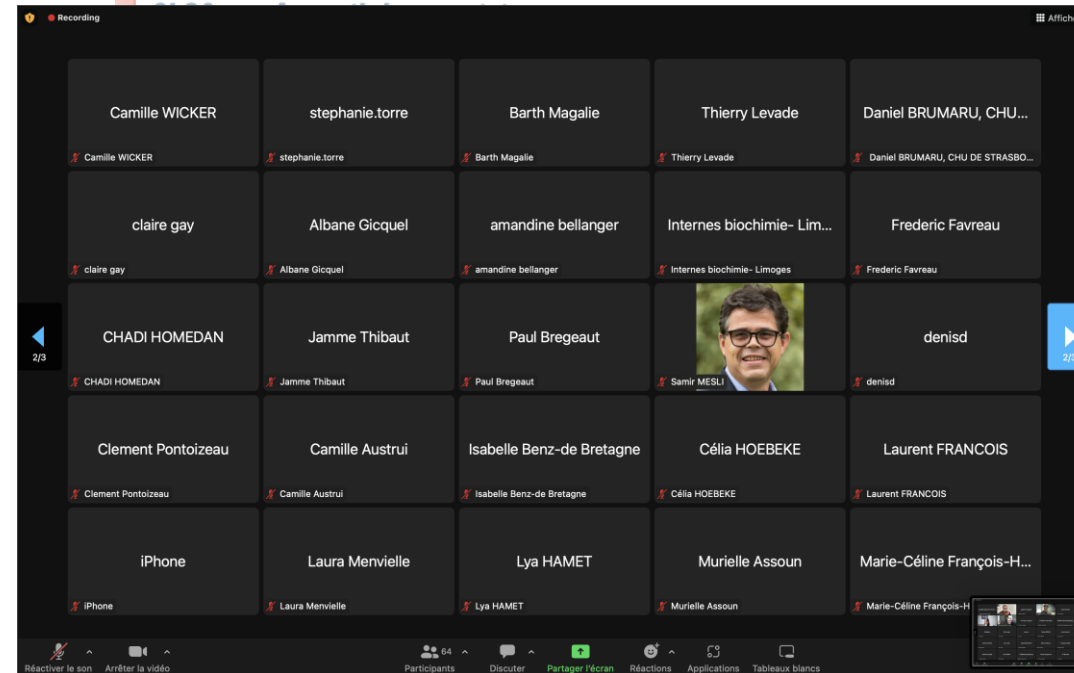 Recording
Affiche
Camille WICKER
stephanie.torre
Barth Magalie
Thierry Levade
Daniel BRUMARU, CHU...
Camille WICKER
stephanie.torre
Barth Magalie
Thierry Levade
Daniel BRUMARU, CHU DE STRASBO...
claire gay
Albane Gicquel
amandine bellanger
Internes biochimie- Lim...
Frederic Favreau
claire gay
Albane Gicquel
amandine bellanger
Internes biochimie- Limoges
Frederic Favreau
CHADI HOMEDAN
Jamme Thibaut
Paul Bregeaut
denisd
2/3
2/3
CHADI HOMEDAN
Jamme Thibaut
Paul Bregeaut
Samir MESLI
denisd
Clement Pontoizeau
Camille Austrui
Isabelle Benz-de Bretagne
Célia HOEBEKE
Laurent FRANCOIS
Clement Pontoizeau
Camille Austrui
Isabelle Benz-de Bretagne
Célia HOEBEKE
Laurent FRANCOIS
iPhone
Laura Menvielle
Lya HAMET
Murielle Assoun
Marie-Céline François-H...
iPhone
Laura Menvielle
Lya HAMET
Murielle Assoun
Marie-Céline François-H
64
Réactiver le son
Arrêter la vidéo
Participants
Discuter
Partager l'écran
Réactions
Applications
Tableaux blancs